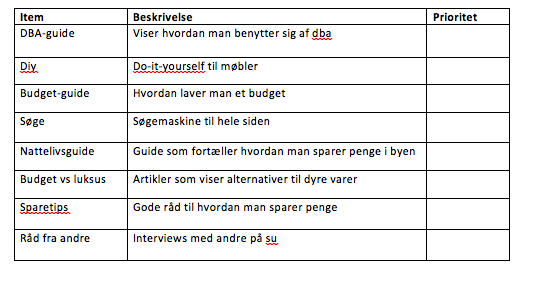 Item Beskrivelse Prioritet
DBA-guide Viser hvordan man benytter sig af dba
Diy Do-it-yourself til møbler
Budget-guide Hvordan laver man et budget
Søge Søgemaskine til hele siden
Nattelivsguide Guide som fortæller hvordan man sparer penge i byen
Budget vs luksus Artikler som viser alternativer til dyre varer
Sparetips Gode råd til hvordan man sparer penge
Råd fra andre Interviews med andre på su